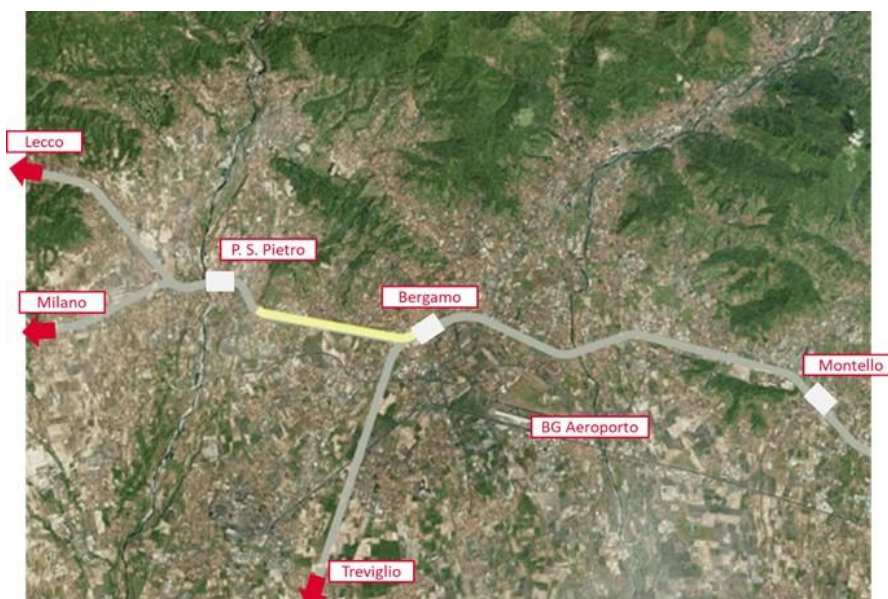 Lecco
P. S. Pietro
Milano
Bergamo
Montello
BG Aeroporto
Treviglio